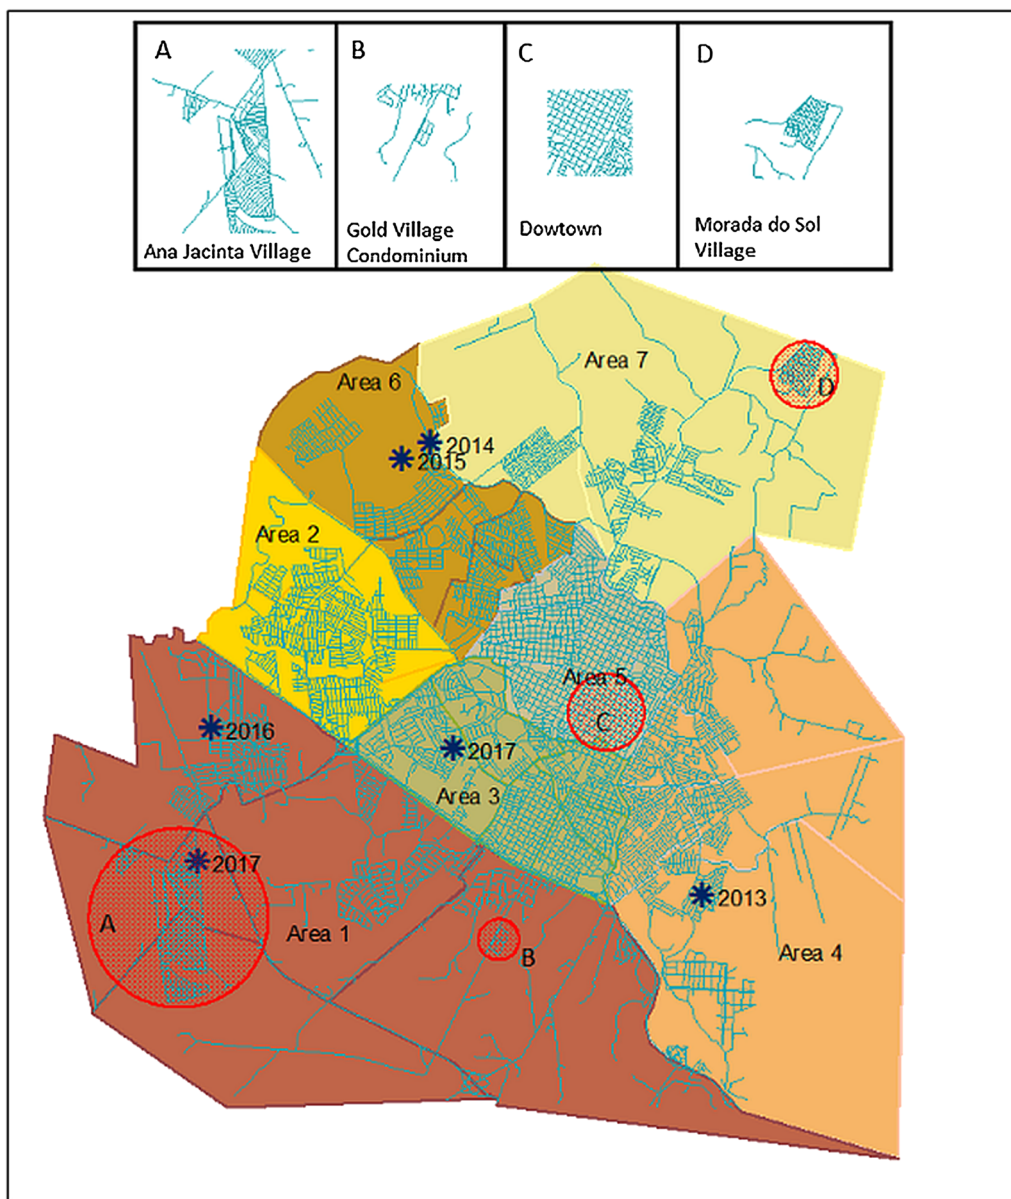 A
B
C
D
Ana Jacinta Village
Gold Village
Condominium
Dowtown
Morada do Sol
Village
Area 7
Area 6
D
2014
2015
Area 2
Area 5
C
2016
2017
Area 3
2017
2013
A
Area 1
B
Area 4